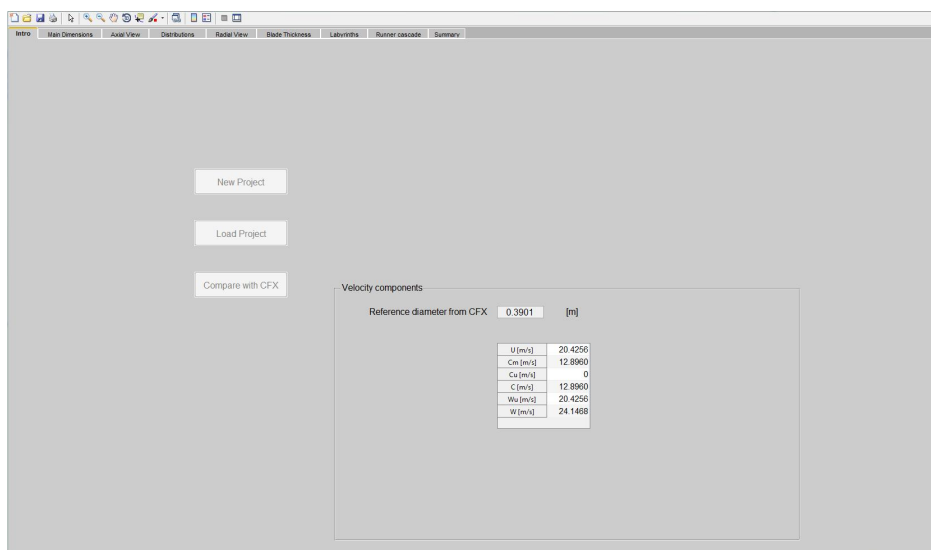 Intro Main Dimensions Axial View Distributions Radial View Blade Thickness Labyrinths Runner cascade Summary
New Project
Load Project
Compare with CFX
Velocity components
Reference diameter from CFX 0.3901 [m]
U [m/s] 20.4256
Cm [m/s] 12.8960
Cu [m/s] 0
C [m/s] 12.8960
Wu [m/s] 20.4256
W [m/s] 24.1468